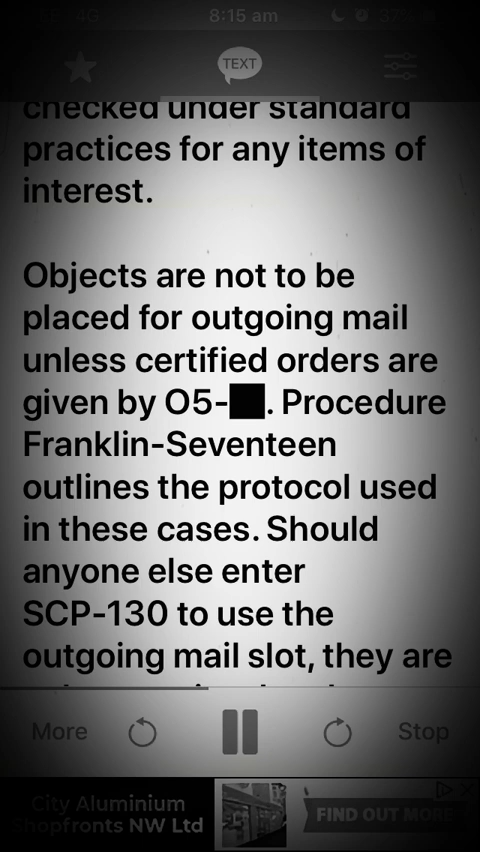 4G 8:15 am 37%
TEXT
checked under standard
practices for any items of
interest.
Objects are not to be
placed for outgoing mail
unless certified orders are
given by O5-█. Procedure
Franklin-Seventeen
outlines the protocol used
in these cases. Should
anyone else enter
SCP-130 to use the
outgoing mail slot, they are
More Stop
City Aluminium
Shopfronts NW Ltd
FIND OUT MORE